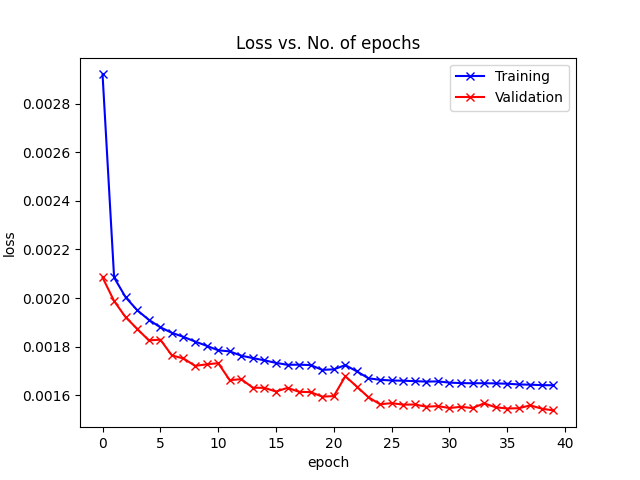 Loss vs. No. of epochs
Training
Validation
0.0028
0.0026
0.0024
0.0022
0.0020
0.0018
0.0016
loss
0 5 10 15 20 25 30 35 40
epoch